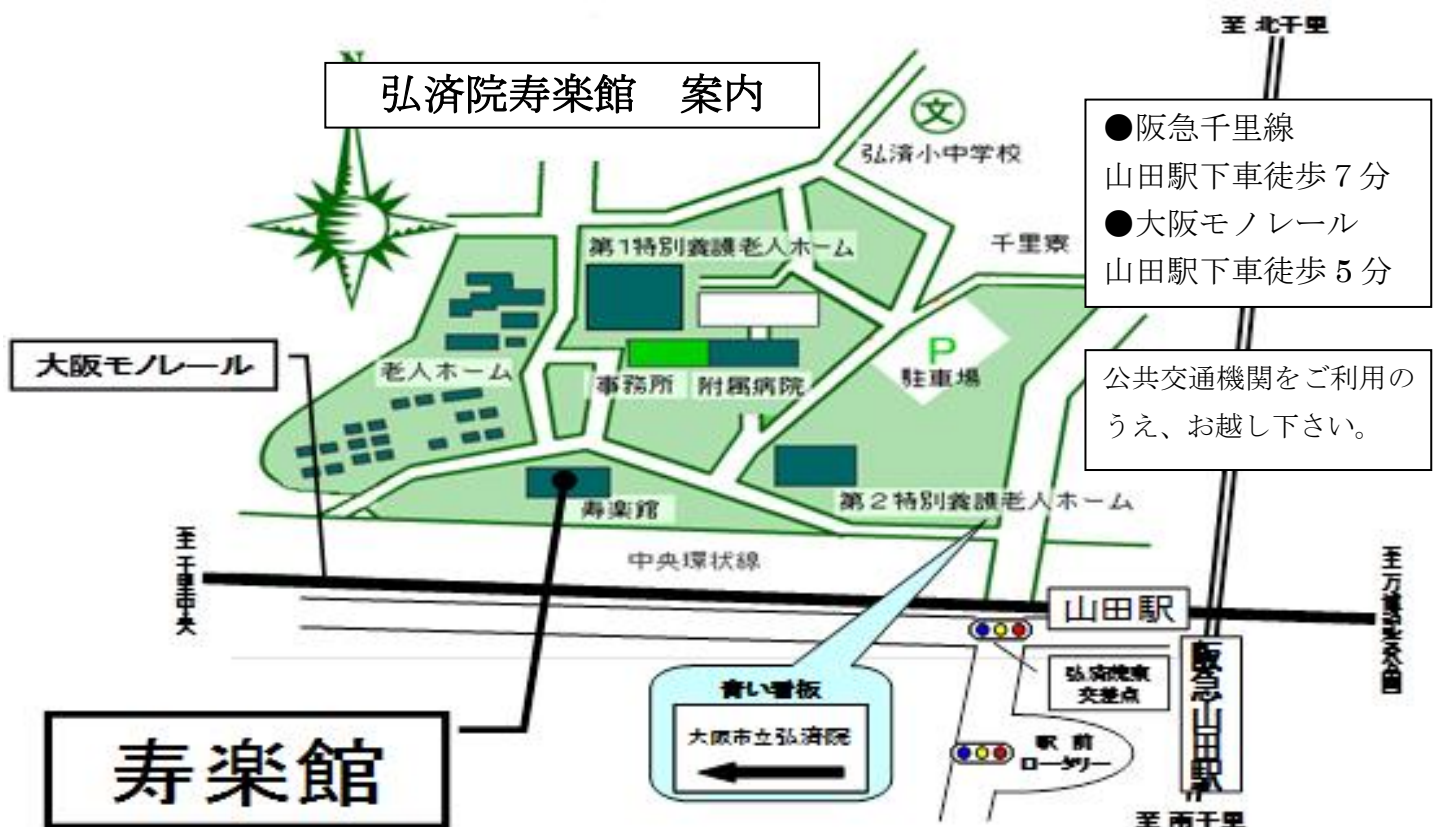 至 北千里
N
弘済院寿楽館　案内
文
弘済小中学校
●阪急千里線
山田駅下車徒歩7分
●大阪モノレール
山田駅下車徒歩5分
千里寮
第1特別養護老人ホーム
大阪モノレール
老人ホーム
事務所
附属病院
P
駐車場
公共交通機関をご利用の
うえ、お越し下さい。
寿楽館
第2特別養護老人ホーム
中央環状線
至 千里中央
至 万博記念公園
山田駅
弘済院東
交差点
阪急山田駅
青い看板
大阪市立弘済院
駅前
ロータリー
寿楽館
至 南千里